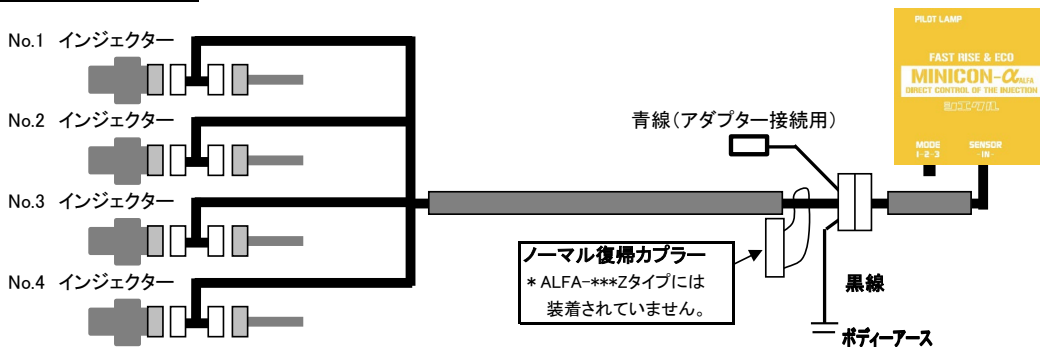 No.1 インジェクター
No.2 インジェクター
No.3 インジェクター
No.4 インジェクター
青線(アダプター接続用)
ノーマル復帰カプラー
* ALFA-***Zタイプには
装着されていません。
黒線
ボディーアース
PILOT LAMP
FAST RISE & ECO
MINICON-α ALFA
DIRECT CONTROL OF THE INJECTION
MODE
1-2-3
SENSOR
-IN-